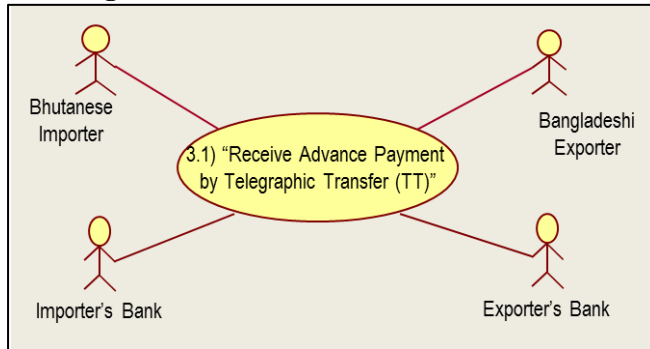 Bhutanese
Importer
Bangladeshi
Exporter
3.1) “Receive Advance Payment
by Telegraphic Transfer (TT)”
Importer’s Bank
Exporter’s Bank